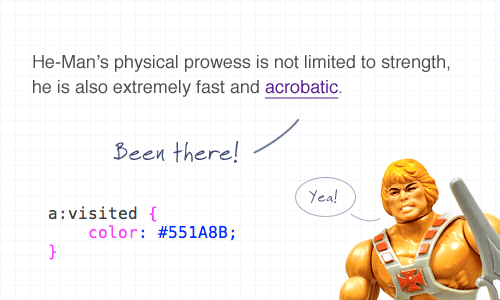 He-Man’s physical prowess is not limited to strength,
he is also extremely fast and acrobatic.
Been there!
Yea!
a:visited {
    color: #551A8B;
}